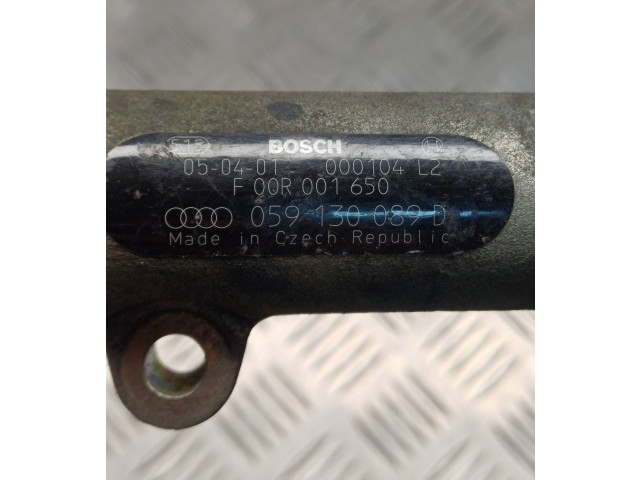 BOSCH
05-04-01 000104 L2
F 00R 001 650
059 130 089 D
Made in Czech Republic